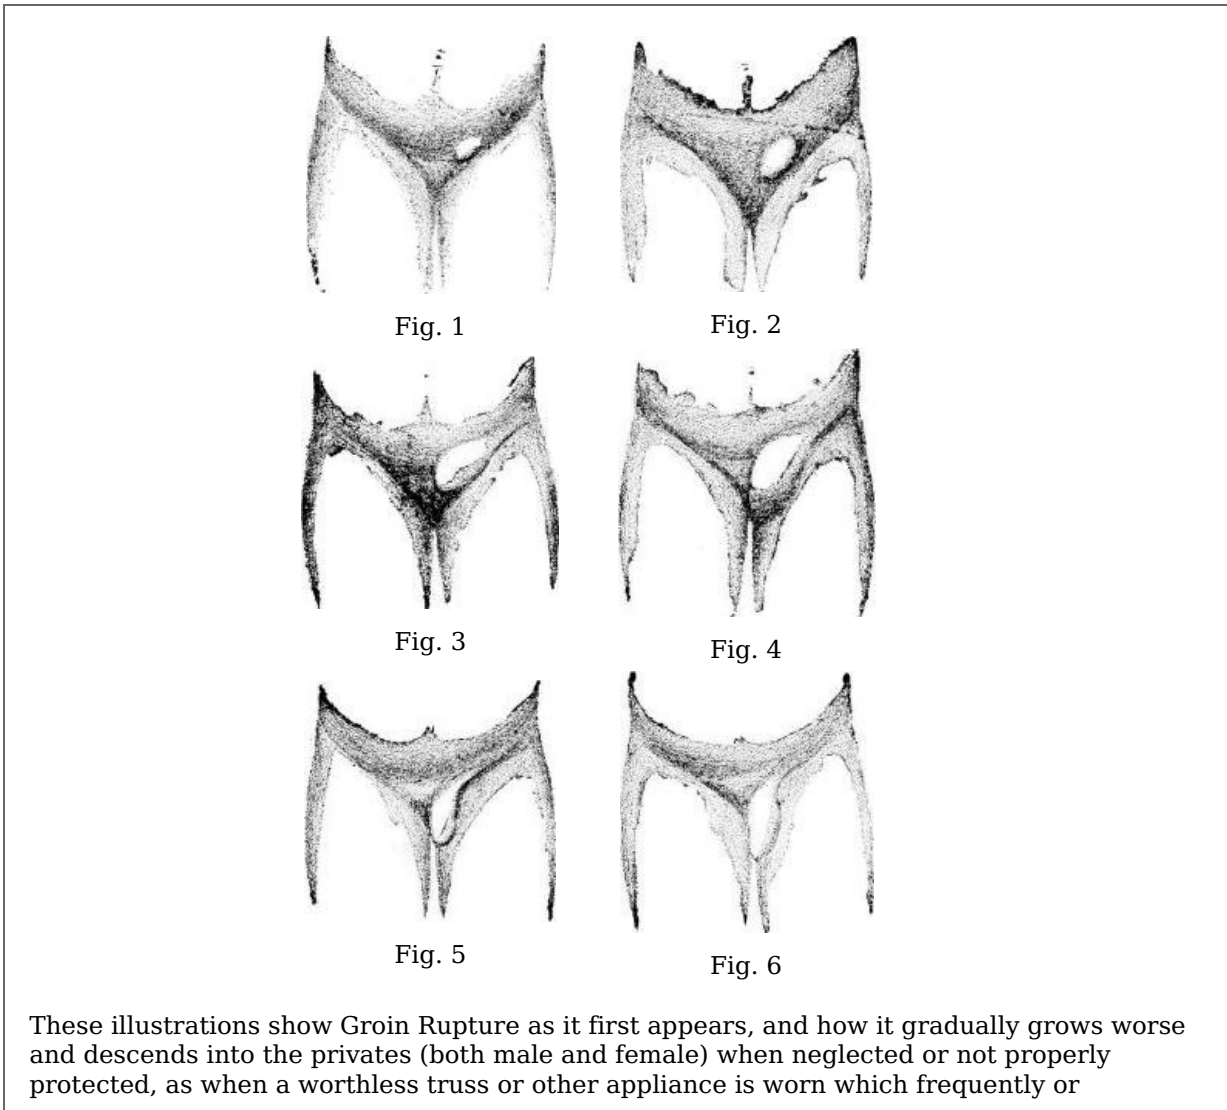 Fig. 1
Fig. 2
Fig. 3
Fig. 4
Fig. 5
Fig. 6
These illustrations show Groin Rupture as it first appears, and how it gradually grows worse
and descends into the privates (both male and female) when neglected or not properly
protected, as when a worthless truss or other appliance is worn which frequently or